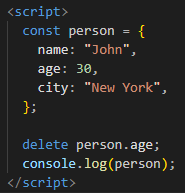 <script>
  const person = {
    name: "John",
    age: 30,
    city: "New York",
  };

  delete person.age;
  console.log(person);
</script>